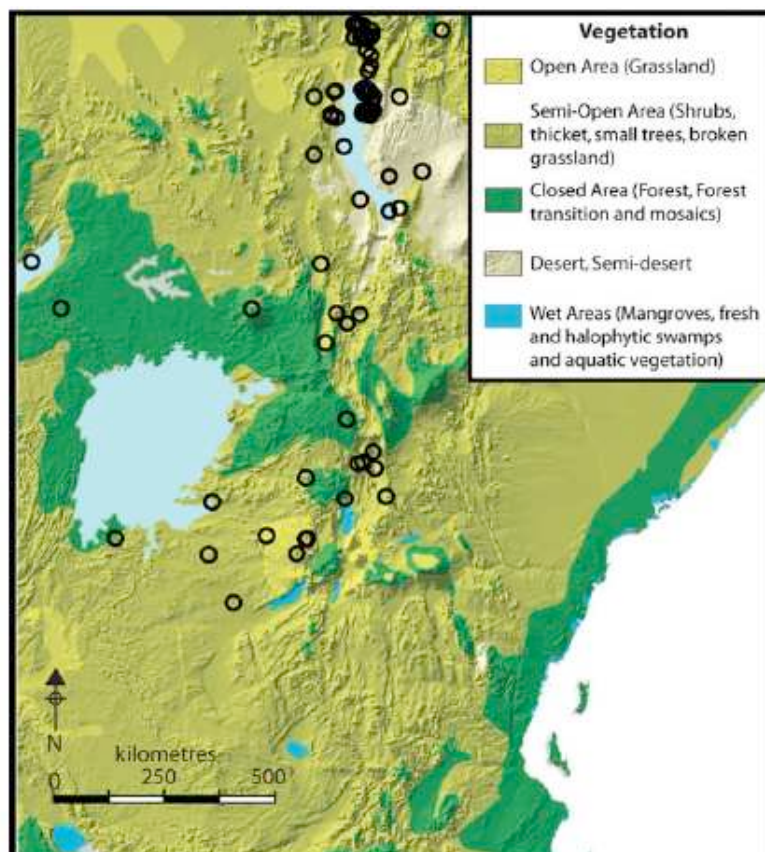 Vegetation
Open Area (Grassland)
Semi-Open Area (Shrubs,
thicket, small trees, broken
grassland)
Closed Area (Forest, Forest
transition and mosaics)
Desert, Semi-desert
Wet Areas (Mangroves, fresh
and halophytic swamps
and aquatic vegetation)
N
kilometres
0 250 500